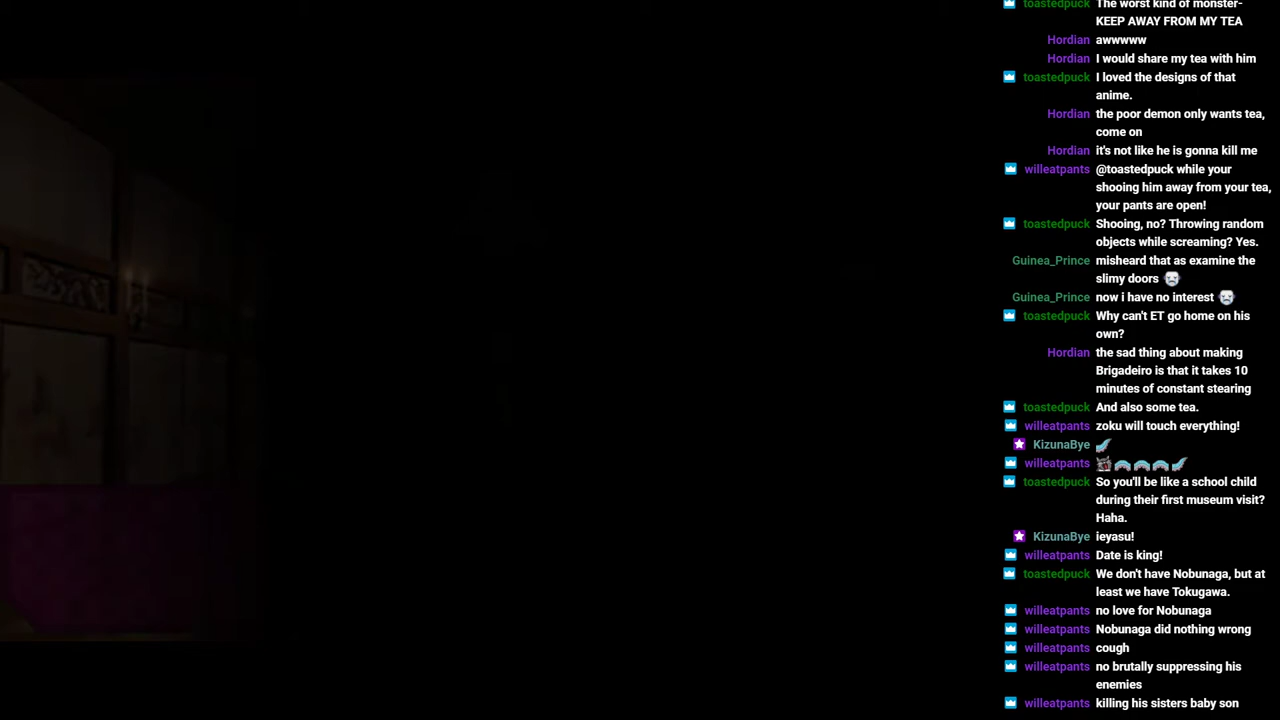 toastedpuck The worst kind of monster-
KEEP AWAY FROM MY TEA
Hordian awwwww
Hordian I would share my tea with him
toastedpuck I loved the designs of that
anime.
Hordian the poor demon only wants tea,
come on
Hordian it's not like he is gonna kill me
willeatpants @toastedpuck while your
shooing him away from your tea,
your pants are open!
toastedpuck Shooing, no? Throwing random
objects while screaming? Yes.
Guinea_Prince misheard that as examine the
slimy doors
Guinea_Prince now i have no interest
toastedpuck Why can't ET go home on his
own?
Hordian the sad thing about making
Brigadeiro is that it takes 10
minutes of constant stearing
toastedpuck And also some tea.
willeatpants zoku will touch everything!
KizunaBye
willeatpants
toastedpuck So you'll be like a school child
during their first museum visit?
Haha.
KizunaBye ieyasu!
willeatpants Date is king!
toastedpuck We don't have Nobunaga, but at
least we have Tokugawa.
willeatpants no love for Nobunaga
willeatpants Nobunaga did nothing wrong
willeatpants cough
willeatpants no brutally suppressing his
enemies
willeatpants killing his sisters baby son